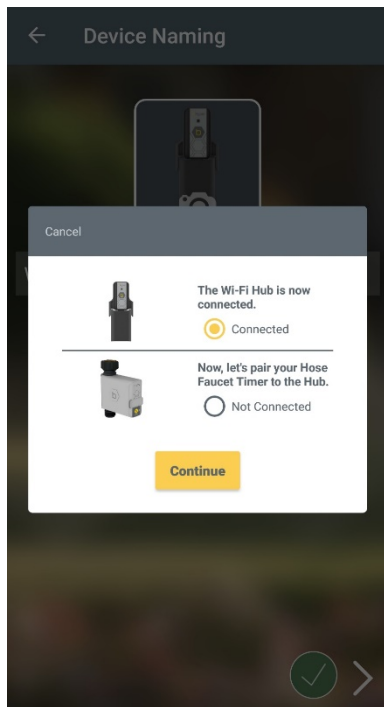 Device Naming
Cancel
The Wi-Fi Hub is now
connected.
Connected
Now, let's pair your Hose
Faucet Timer to the Hub.
Not Connected
Continue